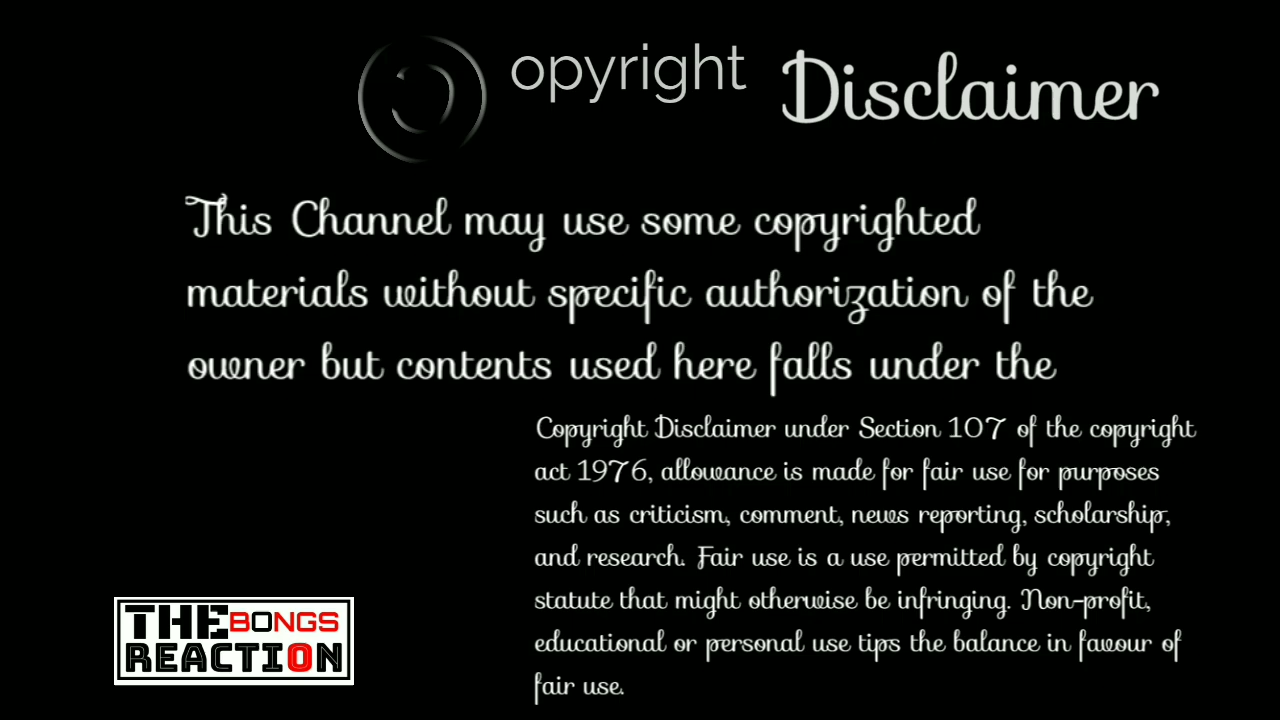 opyright Disclaimer
This Channel may use some copyrighted
materials without specific authorization of the
owner but contents used here falls under the
Copyright Disclaimer under Section 107 of the copyright
act 1976, allowance is made for fair use for purposes
such as criticism, comment, news reporting, scholarship,
and research. Fair use is a use permitted by copyright
statute that might otherwise be infringing. Non-profit,
educational or personal use tips the balance in favour of
fair use.
THE BONGS
REACTION